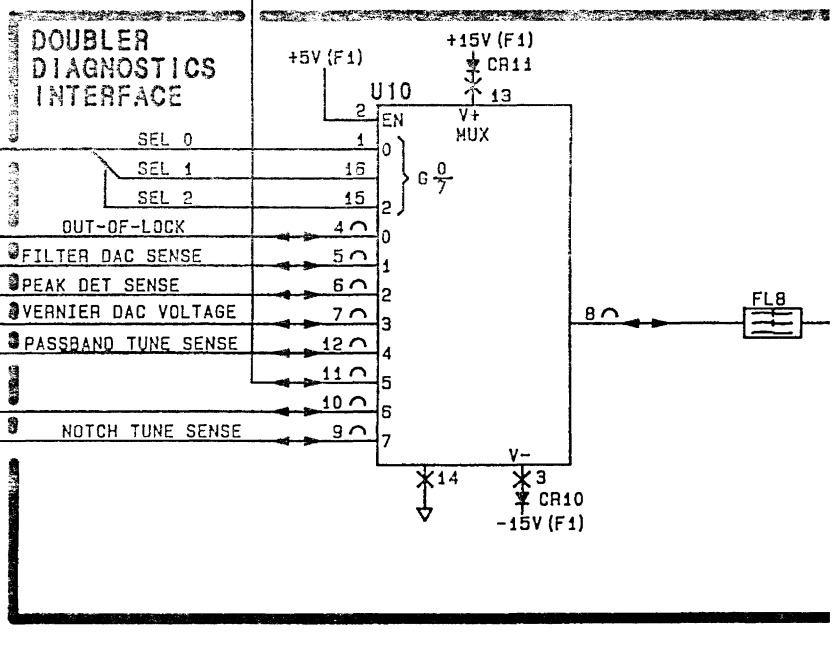 DOUBLER
DIAGNOSTICS
INTERFACE
+5V (F1)
+15V (F1)
CR11
U10
13
2
EN
V+
MUX
SEL 0
1
0
SEL 1
16
G 0/7
SEL 2
15
2
OUT-OF-LOCK
4
0
FILTER DAC SENSE
5
1
PEAK DET SENSE
6
2
VERNIER DAC VOLTAGE
7
3
8
FL8
PASSBAND TUNE SENSE
12
4
11
5
10
6
NOTCH TUNE SENSE
9
7
V-
14
3
CR10
-15V (F1)